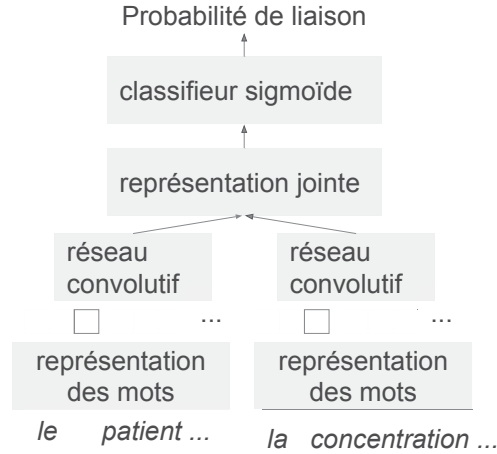 Probabilité de liaison
classifieur sigmoïde
représentation jointe
réseau
convolutif
réseau
convolutif
...
...
représentation
des mots
représentation
des mots
le patient ...
la concentration ...